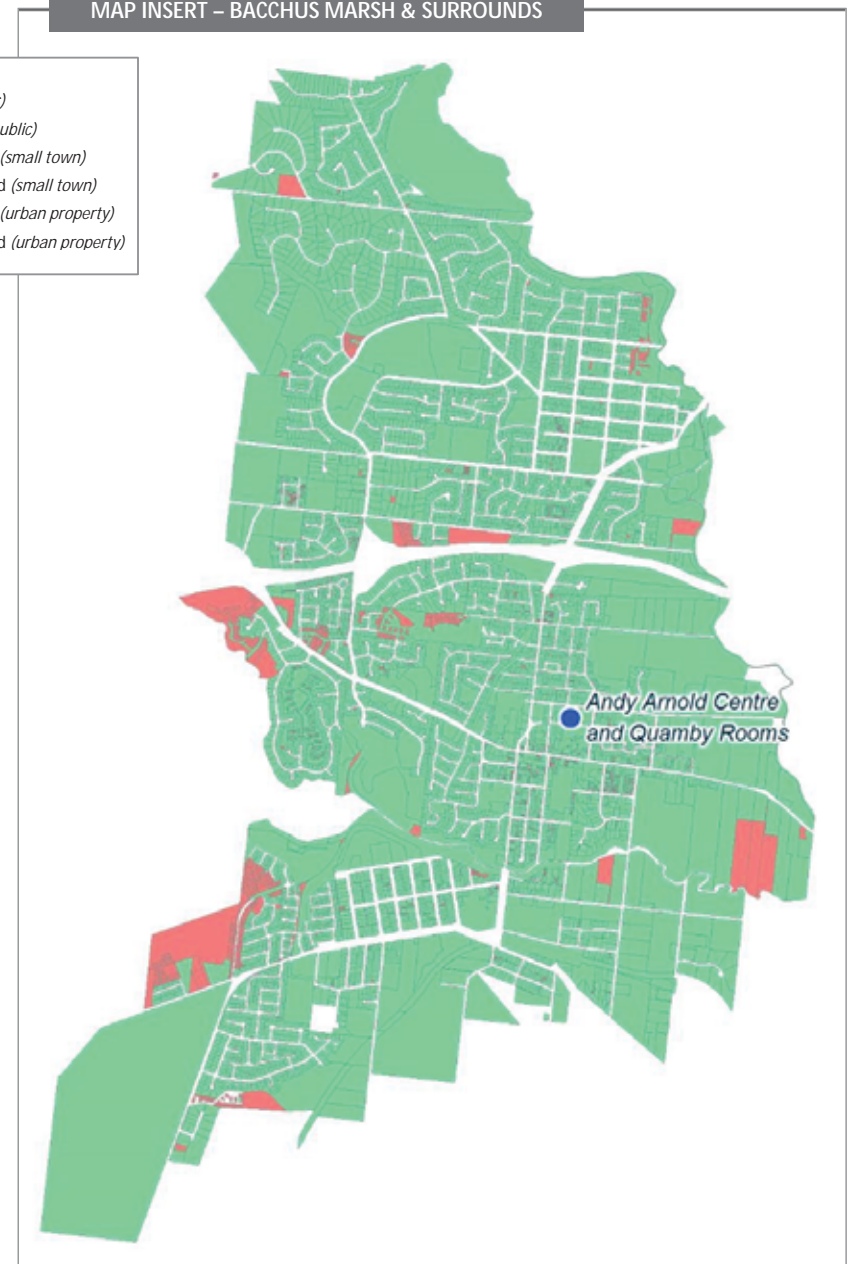 MAP INSERT – BACCHUS MARSH & SURROUNDS
(small town)
(small town)
(urban property)
(urban property)
Andy Arnold Centre
and Quamby Rooms